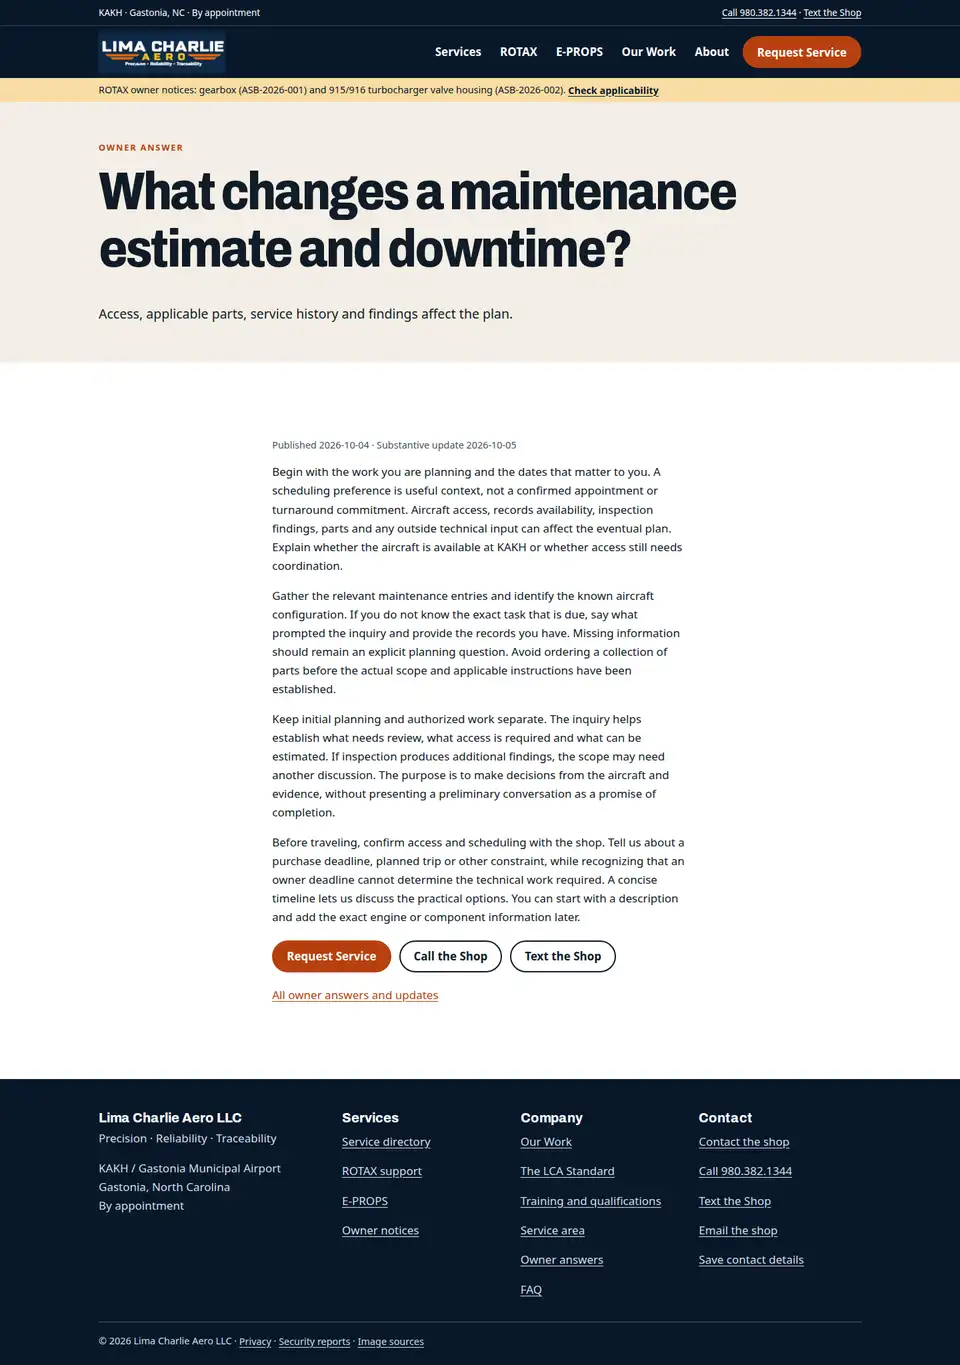 KAKH · Gastonia, NC · By appointment
Call 980.382.1344 · Text the Shop
LIMA CHARLIE
AERO
Precision • Reliability • Traceability
Services ROTAX E-PROPS Our Work About Request Service
ROTAX owner notices: gearbox (ASB-2026-001) and 915/916 turbocharger valve housing (ASB-2026-002). Check applicability
OWNER ANSWER
What changes a maintenance
estimate and downtime?
Access, applicable parts, service history and findings affect the plan.
Published 2026-10-04 · Substantive update 2026-10-05
Begin with the work you are planning and the dates that matter to you. A
scheduling preference is useful context, not a confirmed appointment or
turnaround commitment. Aircraft access, records availability, inspection
findings, parts and any outside technical input can affect the eventual plan.
Explain whether the aircraft is available at KAKH or whether access still needs
coordination.
Gather the relevant maintenance entries and identify the known aircraft
configuration. If you do not know the exact task that is due, say what
prompted the inquiry and provide the records you have. Missing information
should remain an explicit planning question. Avoid ordering a collection of
parts before the actual scope and applicable instructions have been
established.
Keep initial planning and authorized work separate. The inquiry helps
establish what needs review, what access is required and what can be
estimated. If inspection produces additional findings, the scope may need
another discussion. The purpose is to make decisions from the aircraft and
evidence, without presenting a preliminary conversation as a promise of
completion.
Before traveling, confirm access and scheduling with the shop. Tell us about a
purchase deadline, planned trip or other constraint, while recognizing that an
owner deadline cannot determine the technical work required. A concise
timeline lets us discuss the practical options. You can start with a description
and add the exact engine or component information later.
Request Service Call the Shop Text the Shop
All owner answers and updates
Lima Charlie Aero LLC
Precision · Reliability · Traceability
KAKH / Gastonia Municipal Airport
Gastonia, North Carolina
By appointment
Services
Service directory
ROTAX support
E-PROPS
Owner notices
Company
Our Work
The LCA Standard
Training and qualifications
Service area
Owner answers
FAQ
Contact
Contact the shop
Call 980.382.1344
Text the Shop
Email the shop
Save contact details
© 2026 Lima Charlie Aero LLC · Privacy · Security reports · Image sources